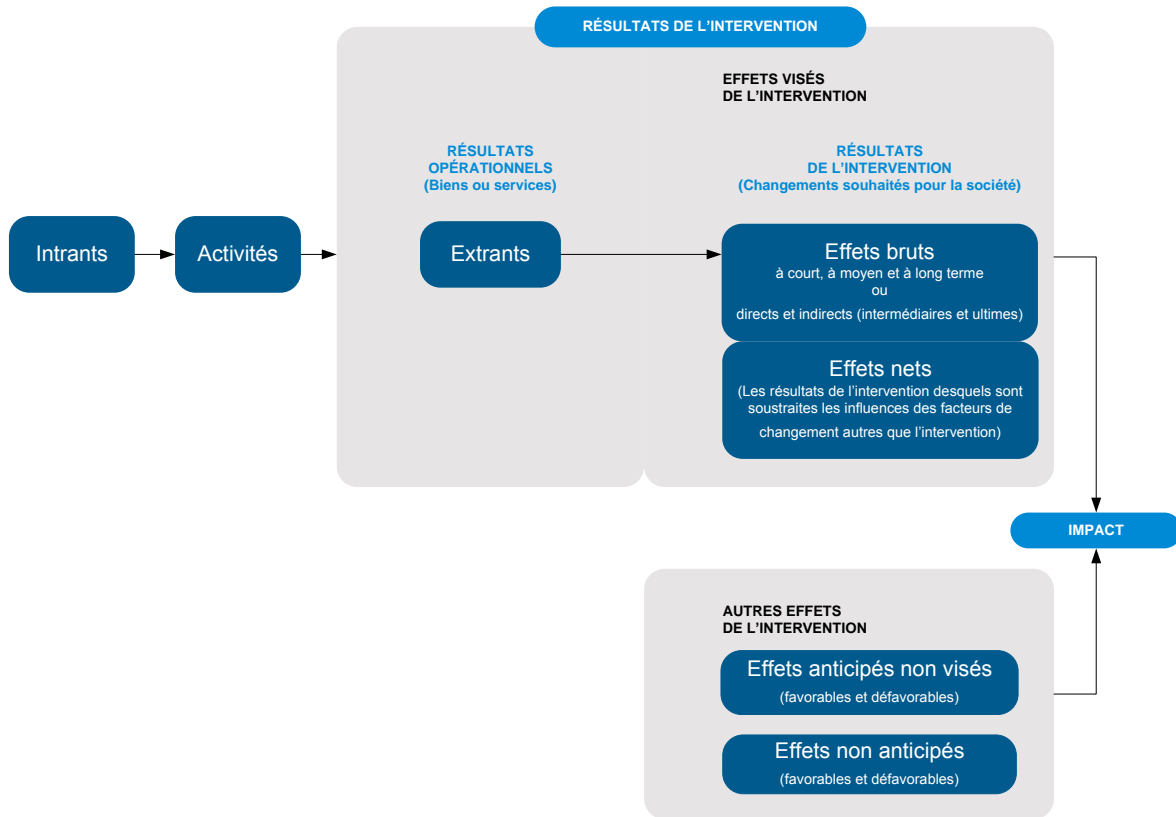 RÉSULTATS DE L'INTERVENTION
EFFETS VISÉS
DE L'INTERVENTION
RÉSULTATS
OPÉRATIONNELS
(Biens ou services)
RÉSULTATS
DE L'INTERVENTION
(Changements souhaités pour la société)
Intrants
Activités
Extrants
Effets bruts
à court, à moyen et à long terme
ou
directs et indirects (intermédiaires et ultimes)
Effets nets
(Les résultats de l'intervention desquels sont
soustraites les influences des facteurs de
changement autres que l'intervention)
IMPACT
AUTRES EFFETS
DE L'INTERVENTION
Effets anticipés non visés
(favorables et défavorables)
Effets non anticipés
(favorables et défavorables)